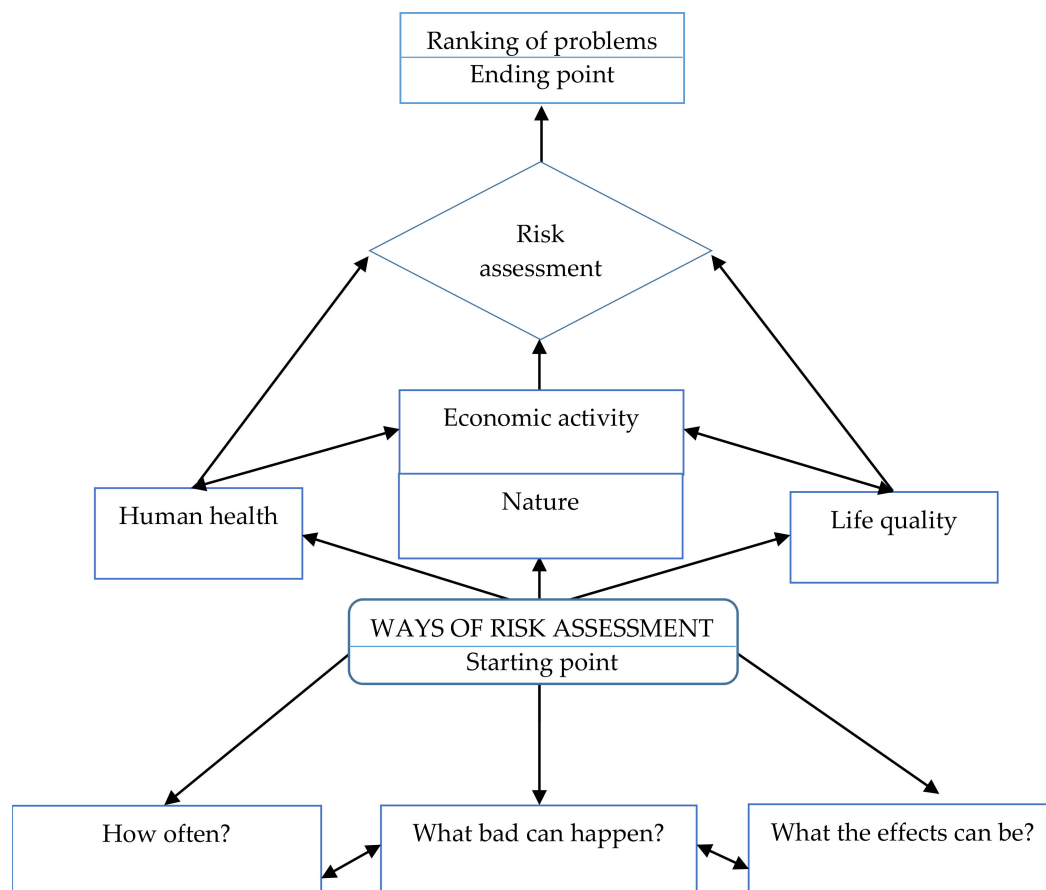 Ranking of problems
Ending point
Risk
assessment
Economic activity
Human health
Nature
Life quality
WAYS OF RISK ASSESSMENT
Starting point
How often?
What bad can happen?
What the effects can be?